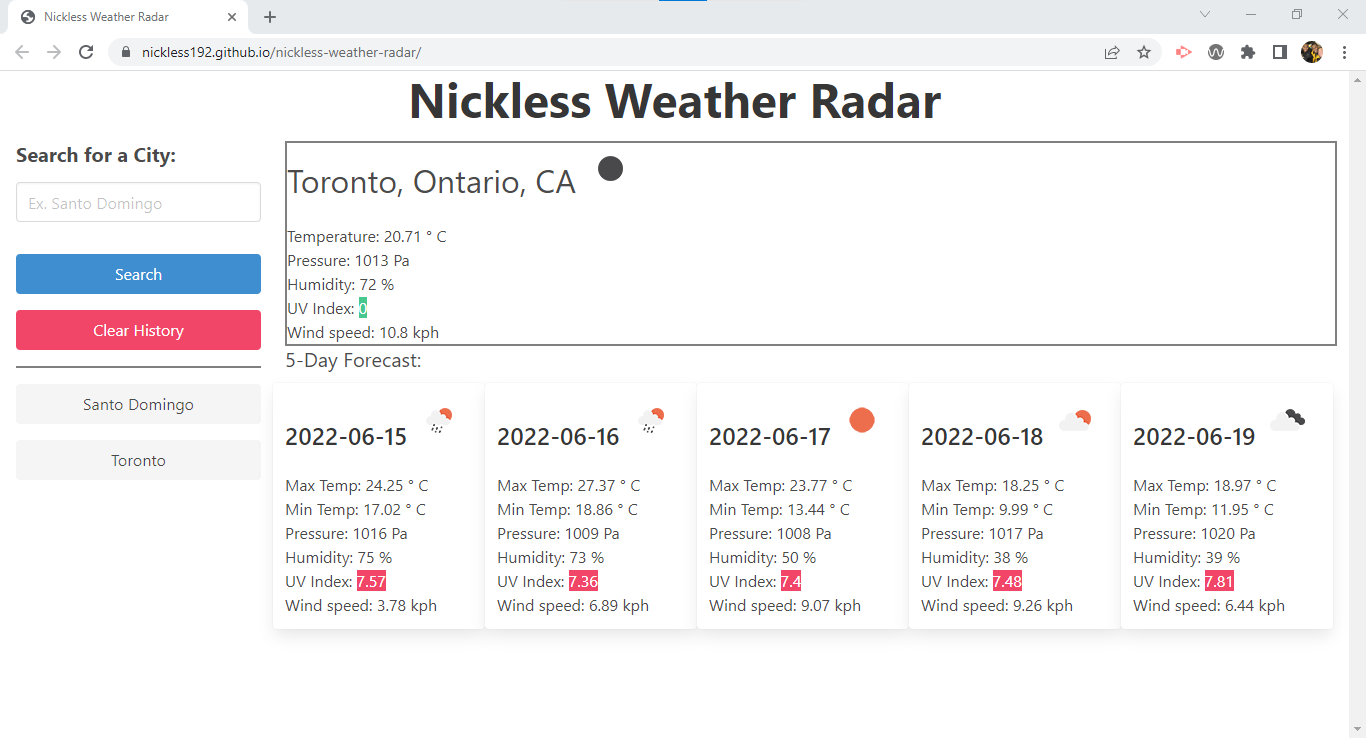 Nickless Weather Radar
nickless192.github.io/nickless-weather-radar/
Nickless Weather Radar
Search for a City:
Ex. Santo Domingo
Search
Clear History
Santo Domingo
Toronto
Toronto, Ontario, CA
Temperature: 20.71 ° C
Pressure: 1013 Pa
Humidity: 72 %
UV Index: 0
Wind speed: 10.8 kph
5-Day Forecast:
2022-06-15
Max Temp: 24.25 ° C
Min Temp: 17.02 ° C
Pressure: 1016 Pa
Humidity: 75 %
UV Index: 7.57
Wind speed: 3.78 kph
2022-06-16
Max Temp: 27.37 ° C
Min Temp: 18.86 ° C
Pressure: 1009 Pa
Humidity: 73 %
UV Index: 7.36
Wind speed: 6.89 kph
2022-06-17
Max Temp: 23.77 ° C
Min Temp: 13.44 ° C
Pressure: 1008 Pa
Humidity: 50 %
UV Index: 7.4
Wind speed: 9.07 kph
2022-06-18
Max Temp: 18.25 ° C
Min Temp: 9.99 ° C
Pressure: 1017 Pa
Humidity: 38 %
UV Index: 7.48
Wind speed: 9.26 kph
2022-06-19
Max Temp: 18.97 ° C
Min Temp: 11.95 ° C
Pressure: 1020 Pa
Humidity: 39 %
UV Index: 7.81
Wind speed: 6.44 kph